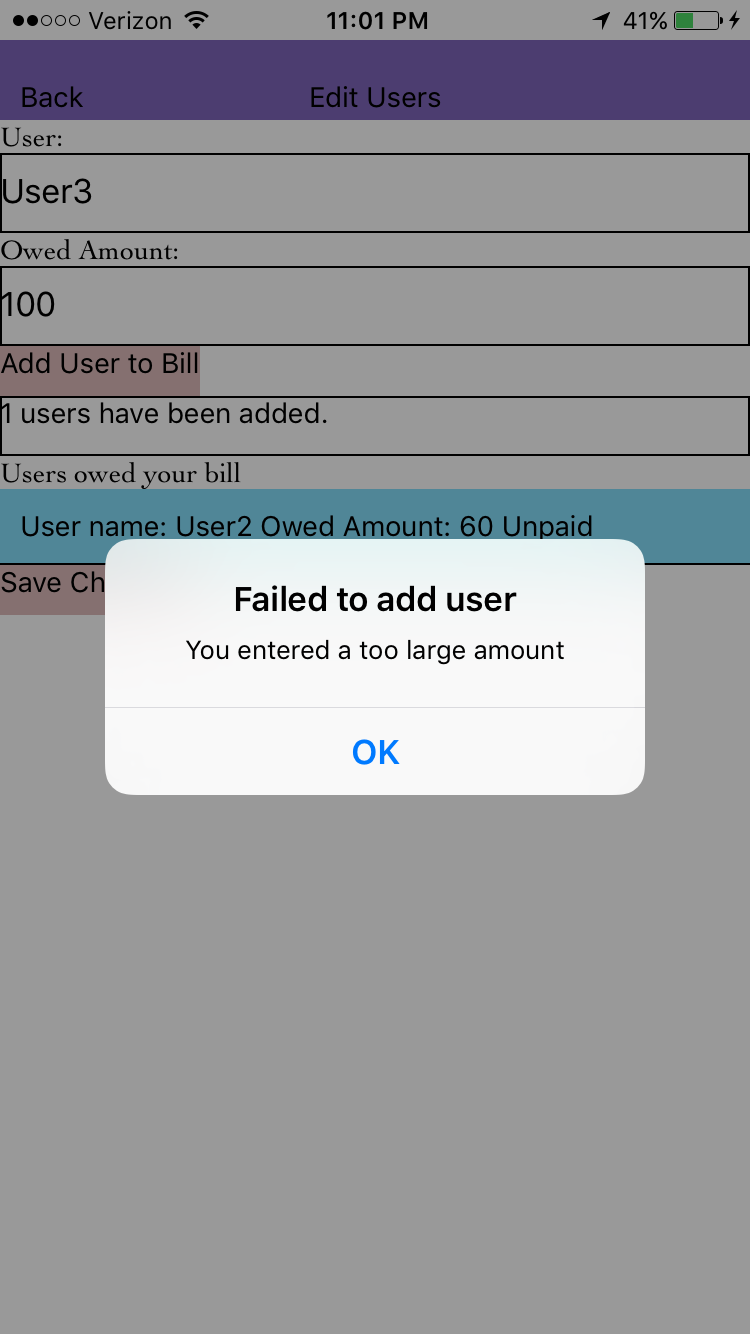 Verizon 11:01 PM 41%
Back Edit Users
User:
User3
Owed Amount:
100
Add User to Bill
1 users have been added.
Users owed your bill
User name: User2 Owed Amount: 60 Unpaid
Save Ch
Failed to add user
You entered a too large amount
OK